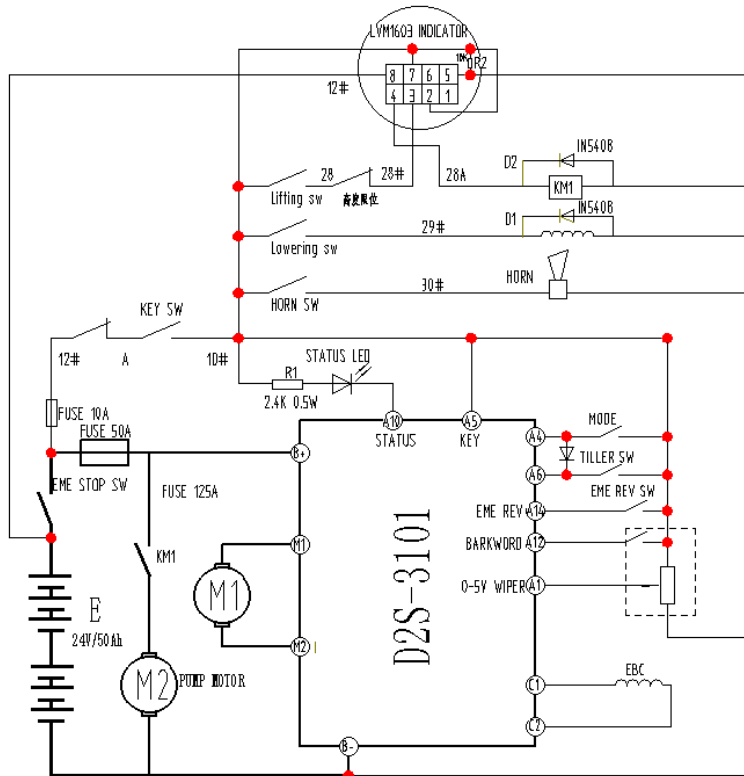 LVM1603 INDICATOR
8 7 6 5
4 3 2 1
12#
D2
IN5408
28
28#
28A
KM1
Lifting sw
高度限位
D1
IN5408
29#
Lowering sw
HORN
30#
HORN SW
KEY SW
12#
A
10#
STATUS LED
R1
2.4K 0.5W
FUSE 10A
A10
A5
STATUS
KEY
MODE
FUSE 50A
A4
B+
TILLER SW
A6
EME STOP SW
FUSE 125A
EME REV SW
EME REV
A14
M1
BARKWORD
A12
KM1
D2S-3101
0-5V WIPER
A1
M1
E
24V/50Ah
M2
M2
PUMP MOTOR
EBC
C1
C2
B-